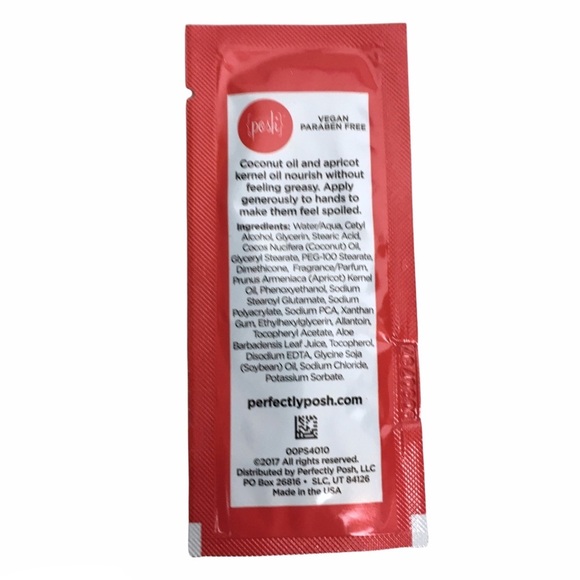 {posh}
VEGAN
PARABEN FREE
Coconut oil and apricot
kernel oil nourish without
feeling greasy. Apply
generously to hands to
make them feel spoiled.
Ingredients: Water/Aqua, Cetyl
Alcohol, Glycerin, Stearic Acid,
Cocos Nucifera (Coconut) Oil,
Glyceryl Stearate, PEG-100 Stearate,
Dimethicone, Fragrance/Parfum,
Prunus Armeniaca (Apricot) Kernel
Oil, Phenoxyethanol, Sodium
Stearoyl Glutamate, Sodium
Polyacrylate, Sodium PCA, Xanthan
Gum, Ethylhexylglycerin, Allantoin,
Tocopheryl Acetate, Aloe
Barbadensis Leaf Juice, Tocopherol,
Disodium EDTA, Glycine Soja
(Soybean) Oil, Sodium Chloride,
Potassium Sorbate.
perfectlyposh.com
00PS4010
©2017 All rights reserved.
Distributed by Perfectly Posh, LLC
PO Box 26816 • SLC, UT 84126
Made in the USA